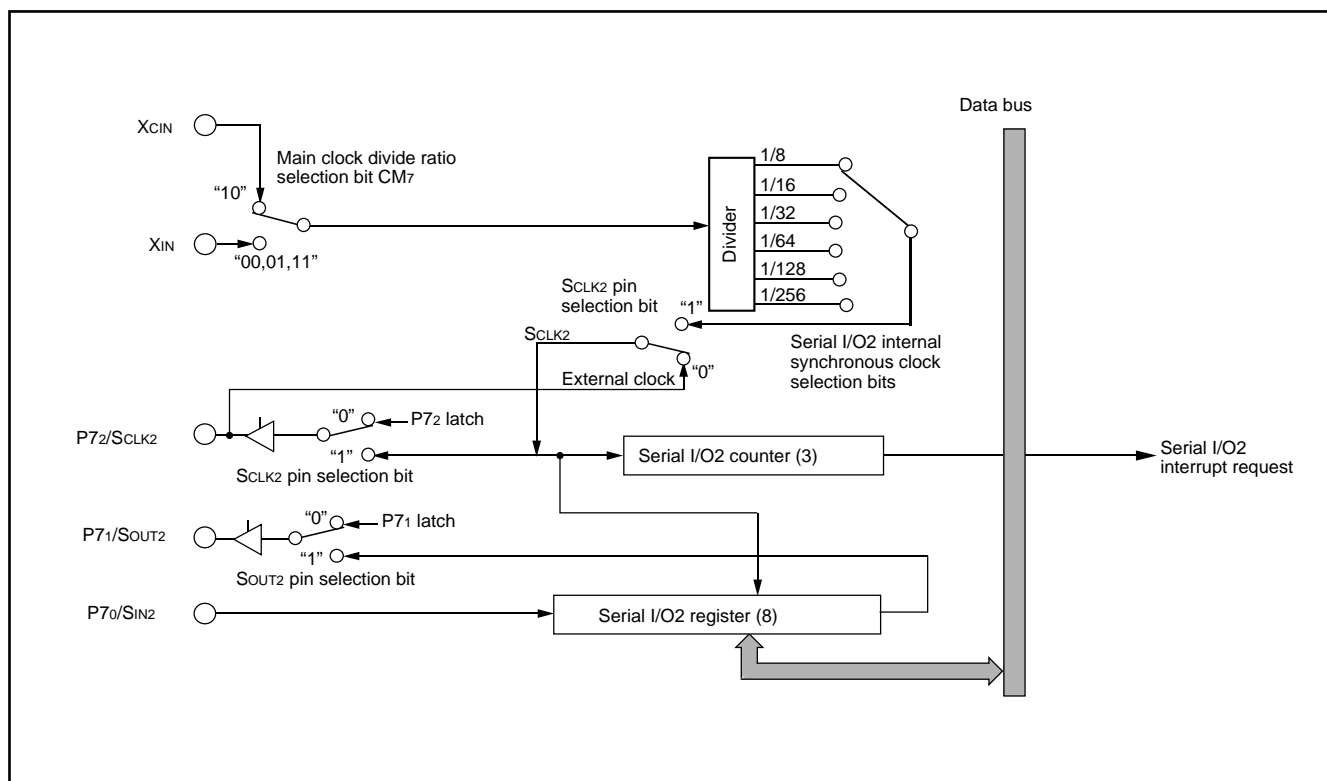 Data bus
XCIN
Main clock divide ratio
selection bit CM7
"10"
XIN
"00,01,11"
Divider
1/8
1/16
1/32
1/64
1/128
1/256
SCLK2 pin
selection bit
"1"
SCLK2
"0"
External clock
Serial I/O2 internal
synchronous clock
selection bits
P72/SCLK2
"0"
P72 latch
"1"
SCLK2 pin selection bit
Serial I/O2 counter (3)
Serial I/O2
interrupt request
P71/SOUT2
"0"
P71 latch
"1"
SOUT2 pin selection bit
P70/SIN2
Serial I/O2 register (8)